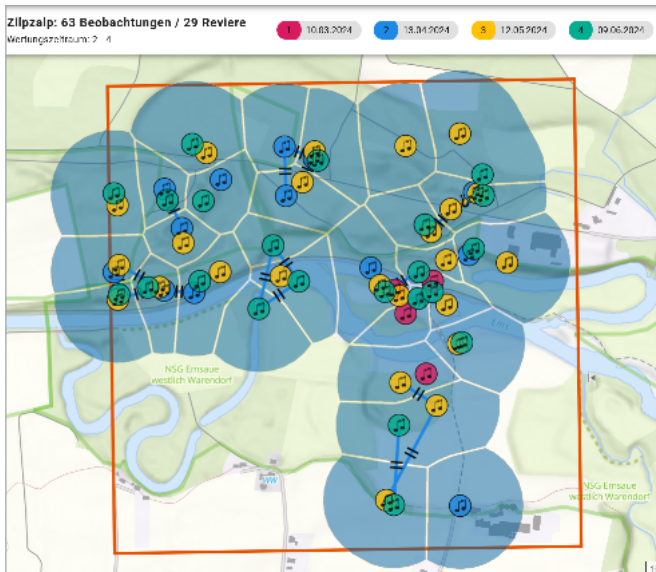 Zilpzalp: 63 Beobachtungen / 29 Reviere
Wertungszeitraum: 2 - 4
1 10.03.2024
2 13.04.2024
3 12.05.2024
4 09.06.2024
Ems
NSG Emsaue
westlich Warendorf
WW
NSG Emsaue
westlich Warendorf